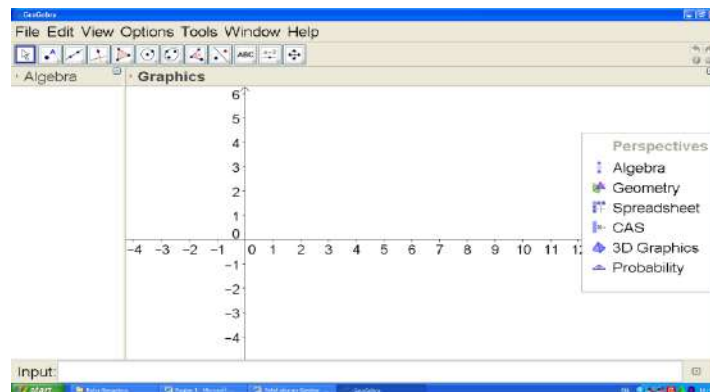 GeoGebra
File Edit View Options Tools Window Help
ABC
Algebra
Graphics
6
5
4
3
2
1
0
-4 -3 -2 -1 0 1 2 3 4 5 6 7 8 9 10 11
-1
-2
-3
-4
Perspectives
Algebra
Geometry
Spreadsheet
CAS
3D Graphics
Probability
Input:
start